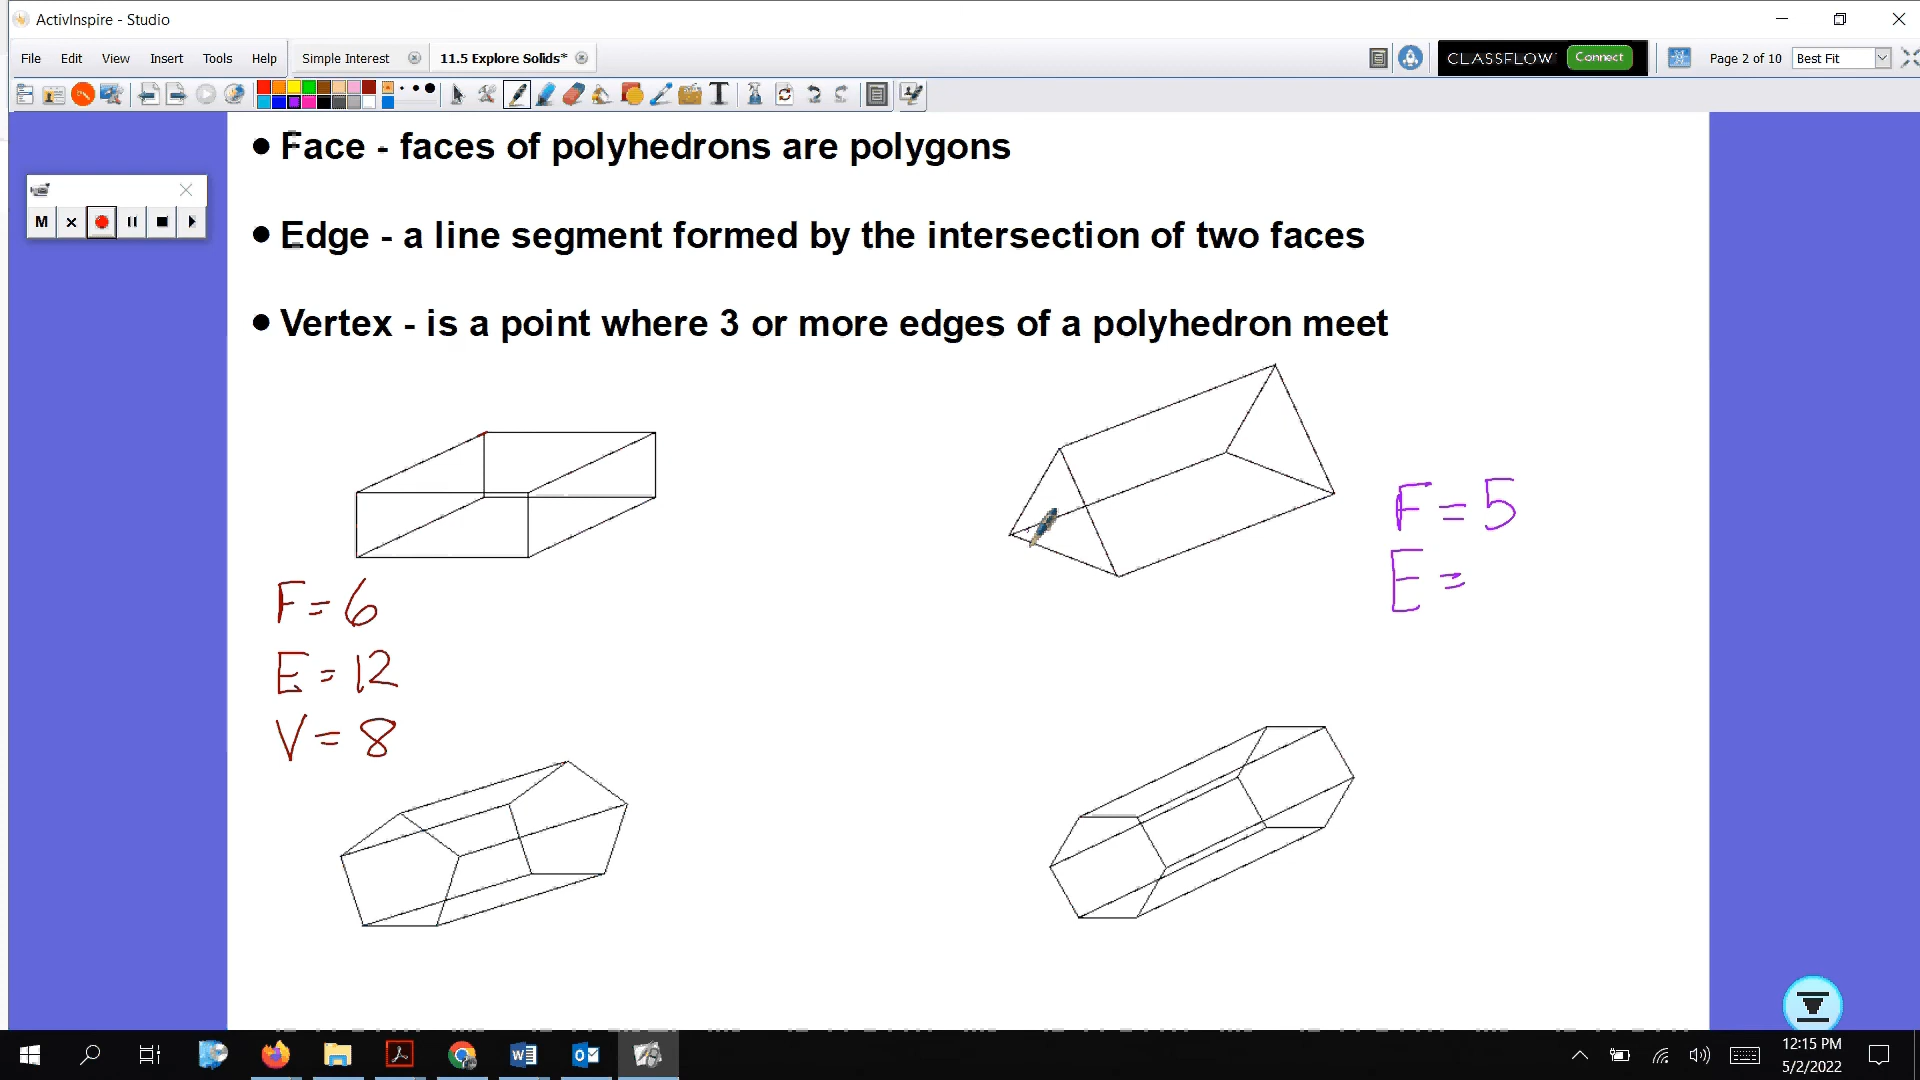 ActivInspire - Studio
File Edit View Insert Tools Help Simple Interest 11.5 Explore Solids* CLASSFLOW Connect Page 2 of 10 Best Fit
T
• Face - faces of polyhedrons are polygons
M
• Edge - a line segment formed by the intersection of two faces
• Vertex - is a point where 3 or more edges of a polyhedron meet
F = 5
E =
F = 6
E = 12
V = 8
12:15 PM
5/2/2022